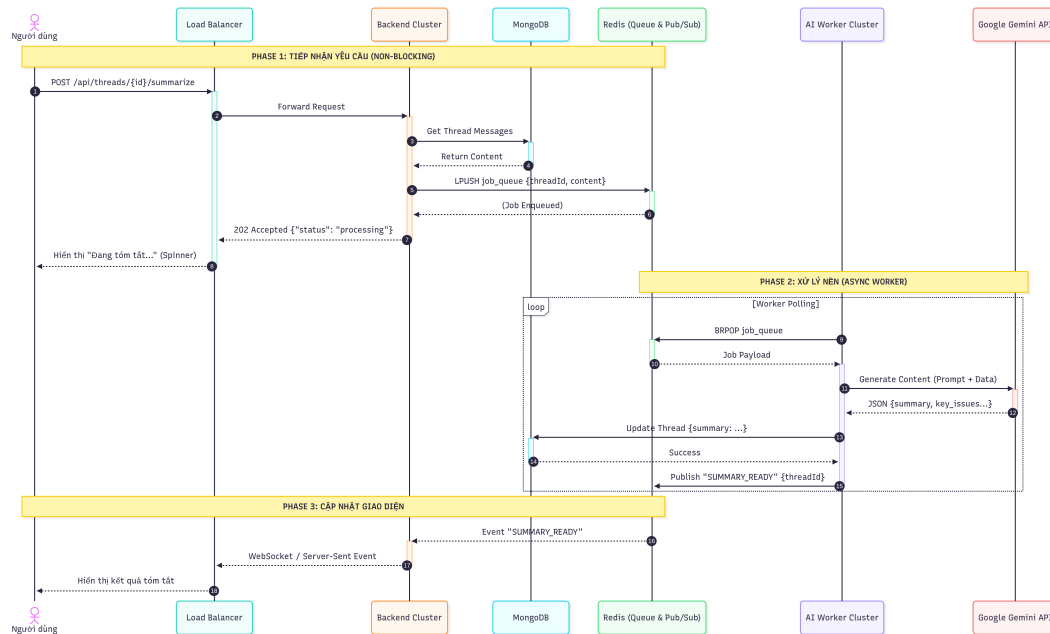 Người dùng
Load Balancer
Backend Cluster
MongoDB
Redis (Queue & Pub/Sub)
AI Worker Cluster
Google Gemini API
PHASE 1: TIẾP NHẬN YÊU CẦU (NON-BLOCKING)
1
POST /api/threads/{id}/summarize
2
Forward Request
3
Get Thread Messages
Return Content
4
5
LPUSH job_queue {threadId, content}
(Job Enqueued)
6
202 Accepted {"status": "processing"}
7
Hiển thị "Đang tóm tắt..." (Spinner)
8
PHASE 2: XỬ LÝ NỀN (ASYNC WORKER)
loop
[Worker Polling]
BRPOP job_queue
9
10
Job Payload
11
Generate Content (Prompt + Data)
JSON {summary, key_issues...}
12
Update Thread {summary: ...}
13
14
Success
Publish "SUMMARY_READY" {threadId}
15
PHASE 3: CẬP NHẬT GIAO DIỆN
Event "SUMMARY_READY"
16
WebSocket / Server-Sent Event
17
Hiển thị kết quả tóm tắt
18
Người dùng
Load Balancer
Backend Cluster
MongoDB
Redis (Queue & Pub/Sub)
AI Worker Cluster
Google Gemini API